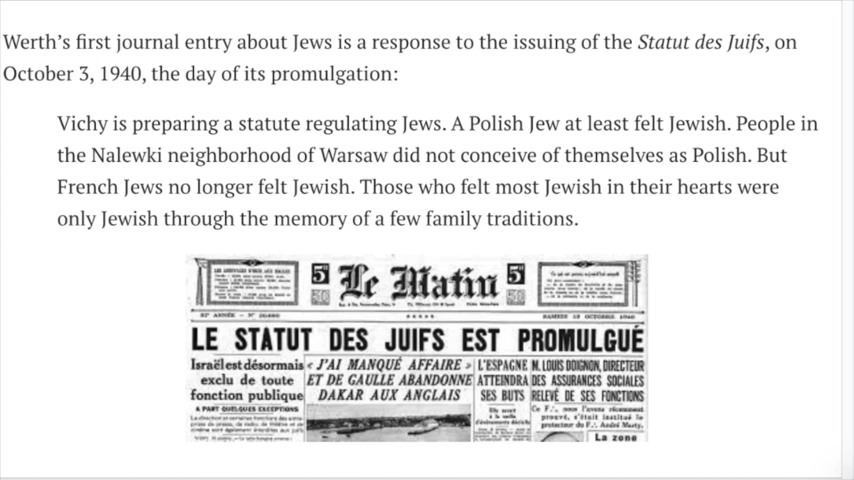 Werth's first journal entry about Jews is a response to the issuing of the Statut des Juifs, on
October 3, 1940, the day of its promulgation:
Vichy is preparing a statute regulating Jews. A Polish Jew at least felt Jewish. People in
the Nalewki neighborhood of Warsaw did not conceive of themselves as Polish. But
French Jews no longer felt Jewish. Those who felt most Jewish in their hearts were
only Jewish through the memory of a few family traditions.
Le Matin
LE STATUT DES JUIFS EST PROMULGUÉ
Israël est désormais
exclu de toute
fonction publique
A PART QUELQUES EXCEPTIONS
« J'AI MANQUÉ AFFAIRE »
ET DE GAULLE ABANDONNE
DAKAR AUX ANGLAIS
L'ESPAGNE
ATTEINDRA
SES BUTS
M. LOUIS DOIGNON, DIRECTEUR
DES ASSURANCES SOCIALES
RELEVÉ DE SES FONCTIONS
La zone